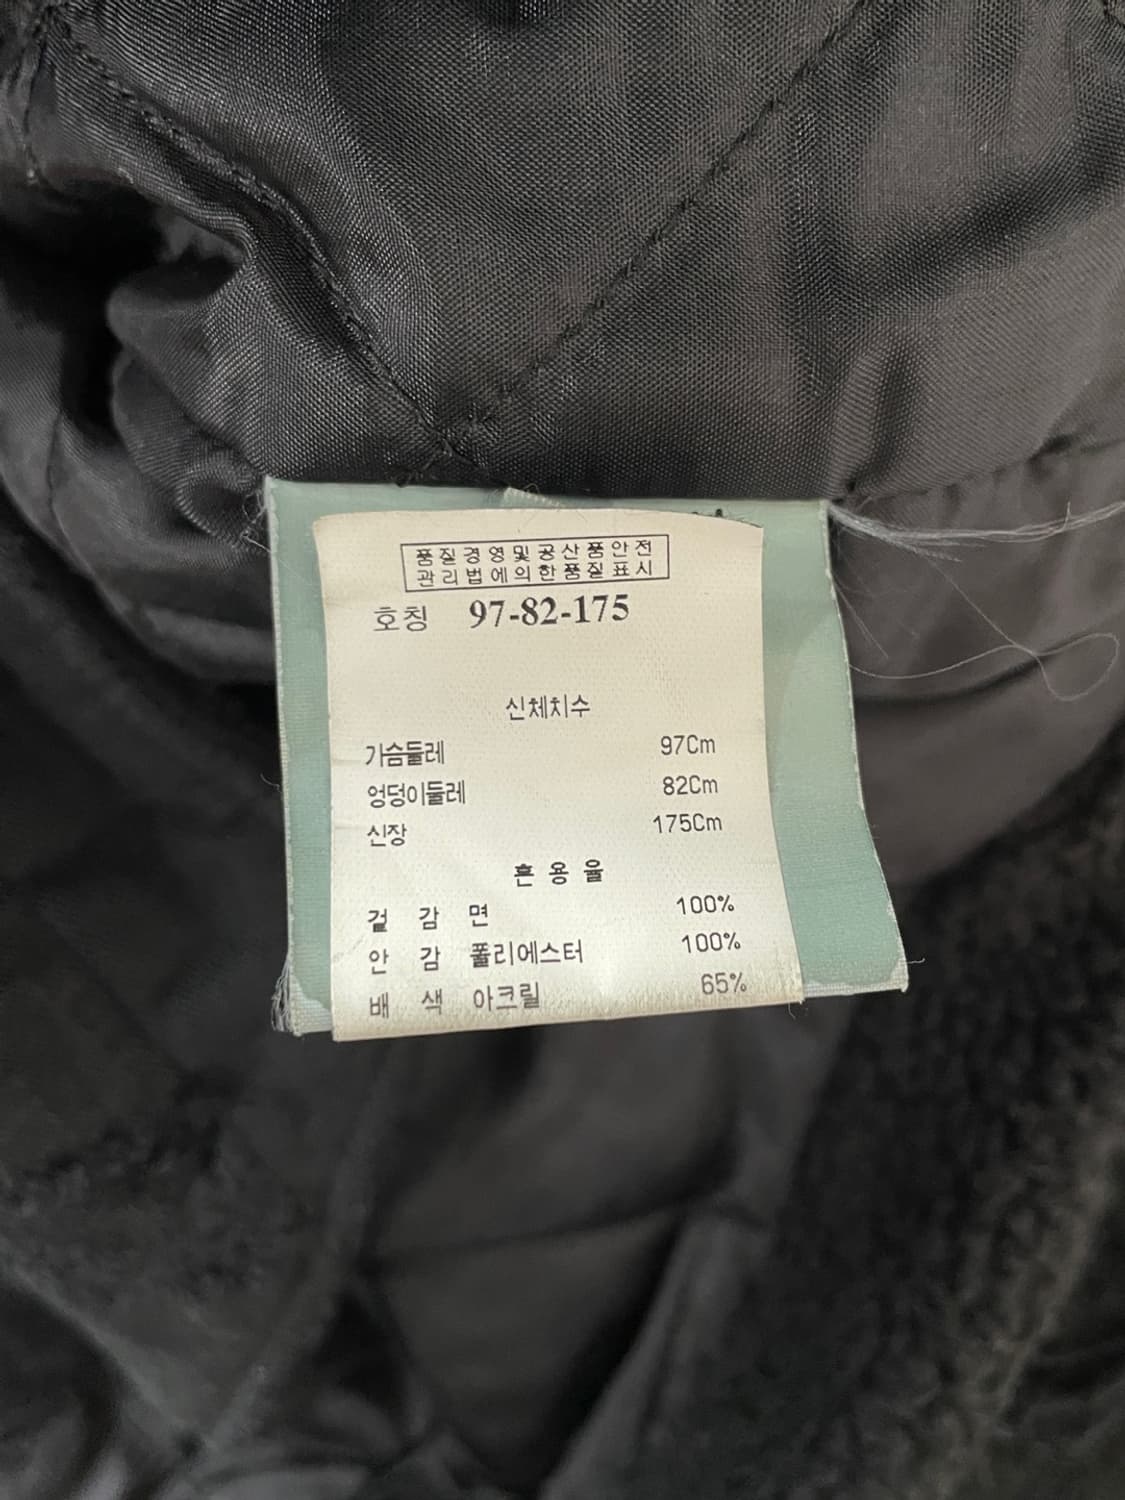 품질경영및공산품안전
관리법에의한품질표시
호칭 97-82-175
신체치수
가슴둘레 97Cm
엉덩이둘레 82Cm
신장 175Cm
혼용율
겉감 면 100%
안감 폴리에스터 100%
배색 아크릴 65%